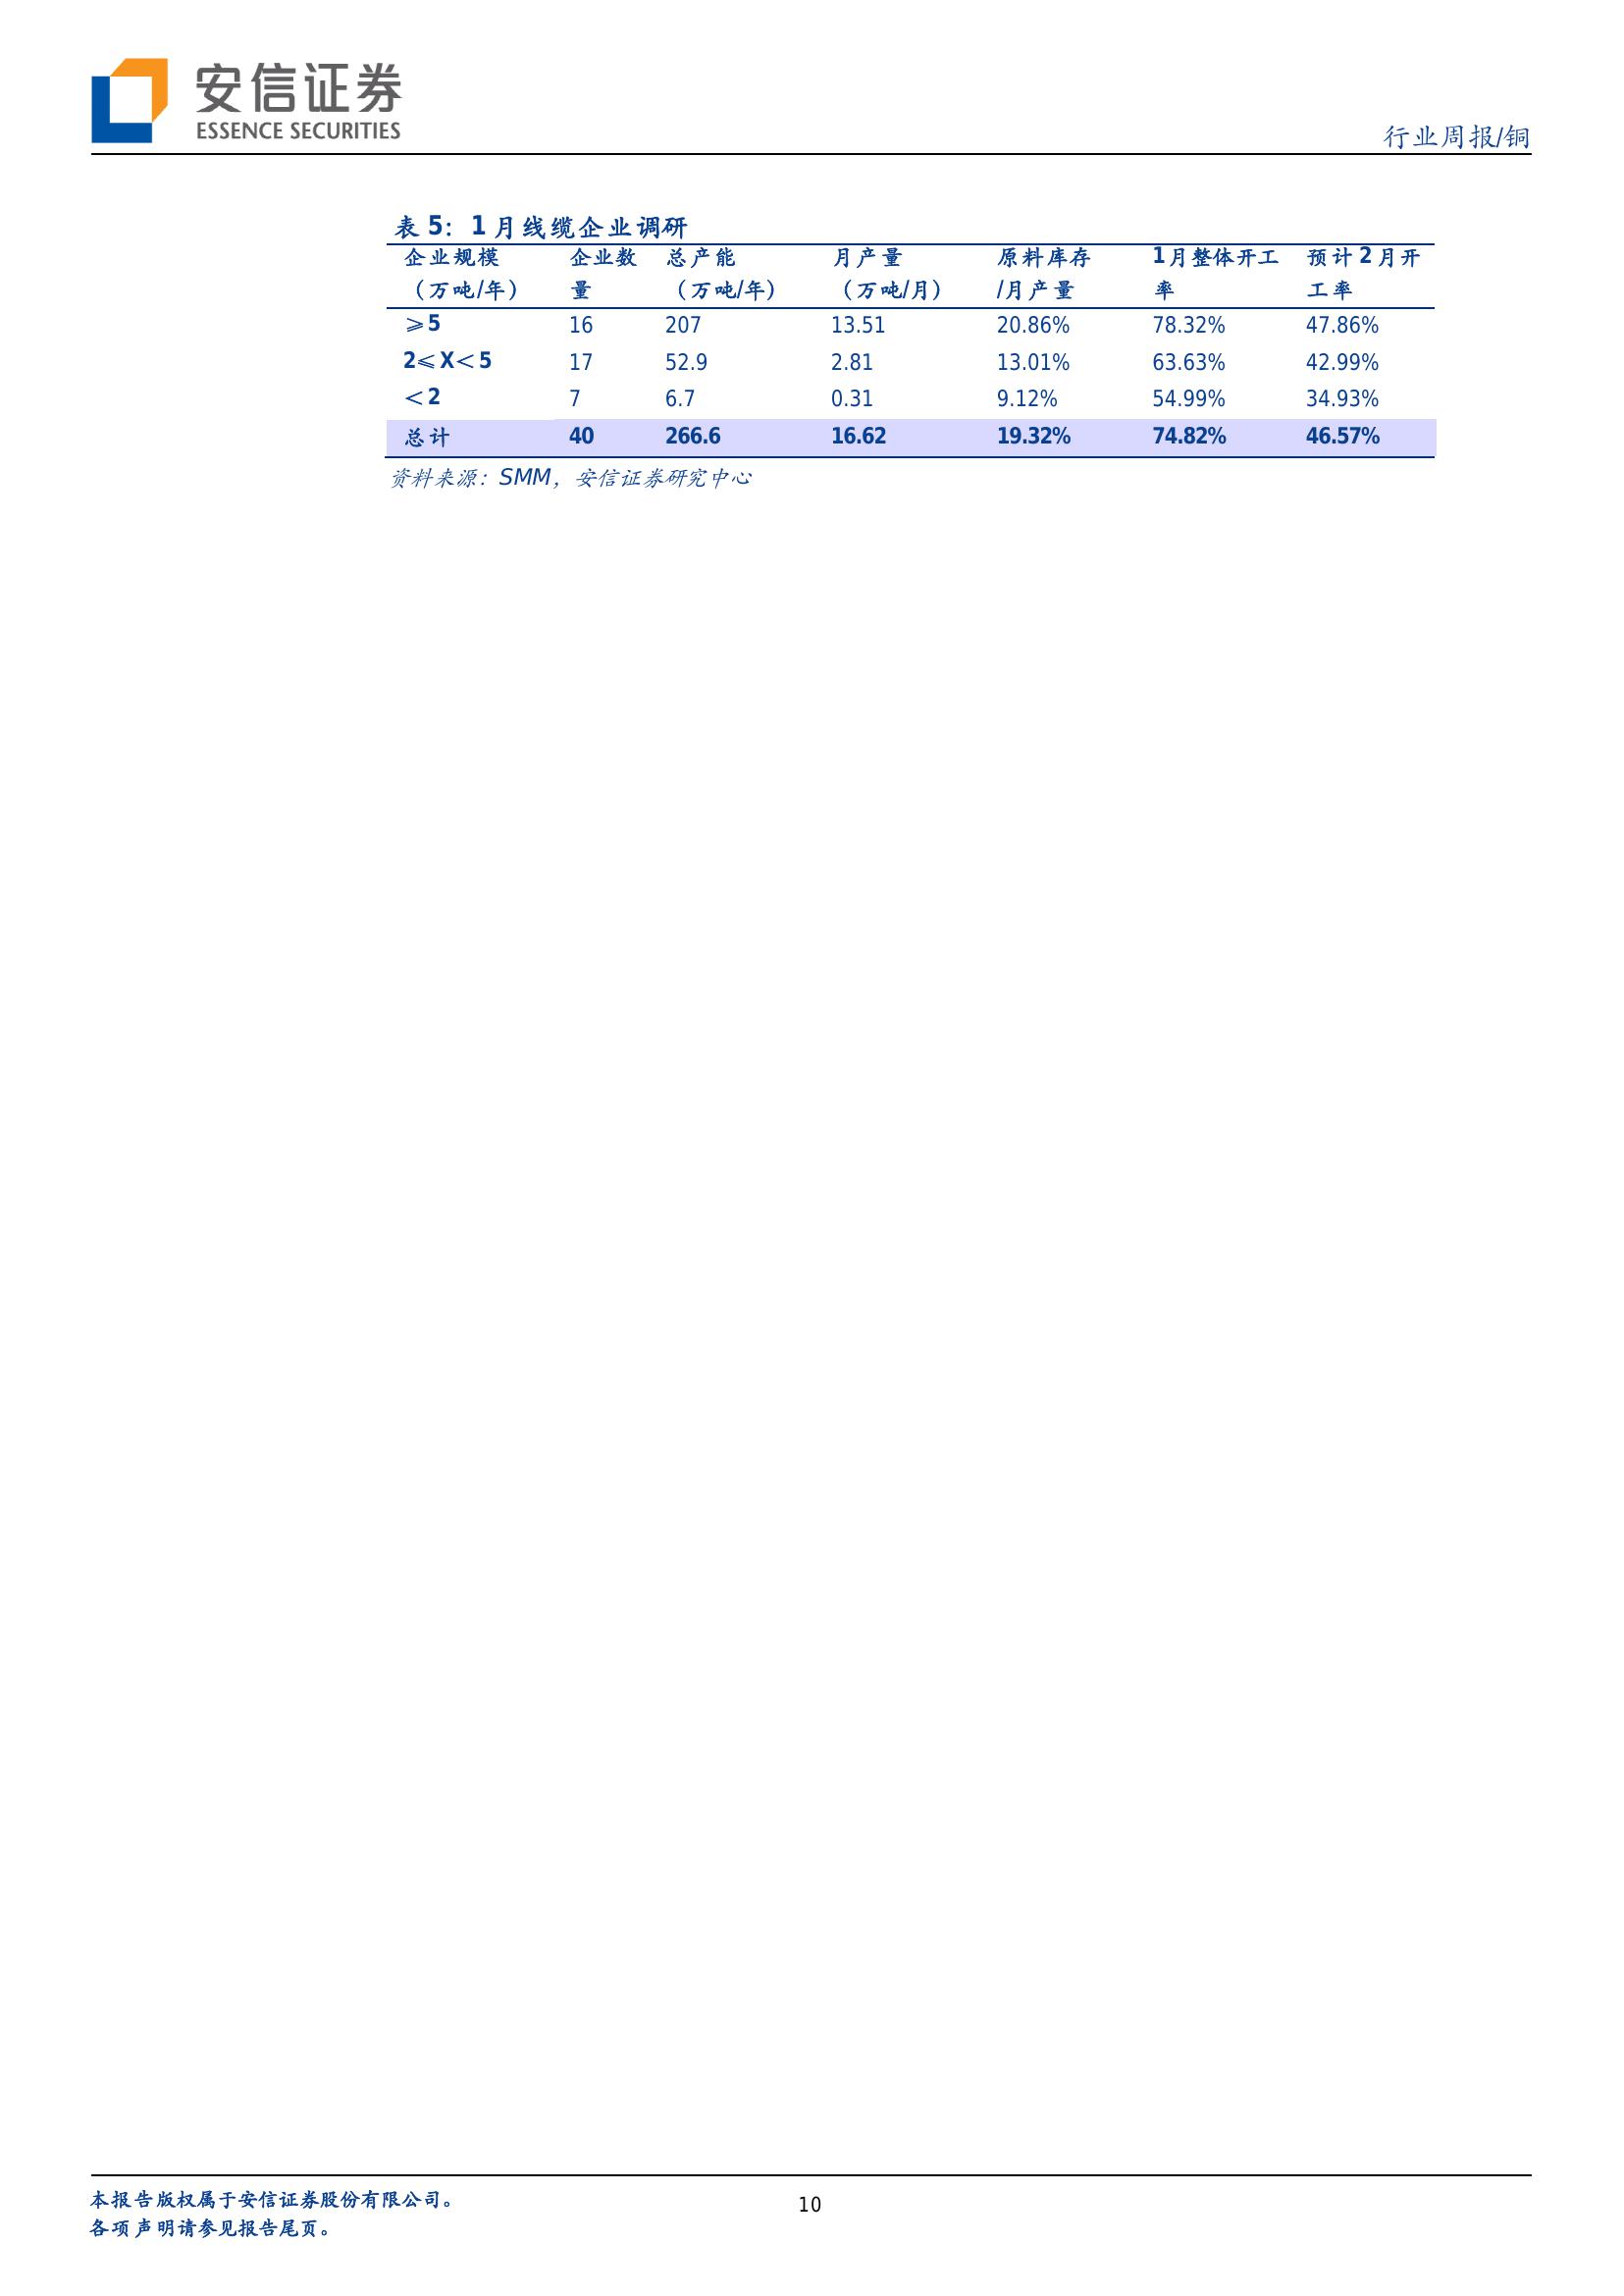 安信证券
ESSENCE SECURITIES
行业周报/铜
表 5：1 月线缆企业调研
企业规模 企业数 总产能 月产量 原料库存 1月整体开工 预计 2 月开
（万吨/年） 量 （万吨/年） （万吨/月） /月产量 率 工率
≥5 16 207 13.51 20.86% 78.32% 47.86%
2≤X＜5 17 52.9 2.81 13.01% 63.63% 42.99%
＜2 7 6.7 0.31 9.12% 54.99% 34.93%
总计 40 266.6 16.62 19.32% 74.82% 46.57%
资料来源：SMM，安信证券研究中心
本报告版权属于安信证券股份有限公司。
10
各项声明请参见报告尾页。